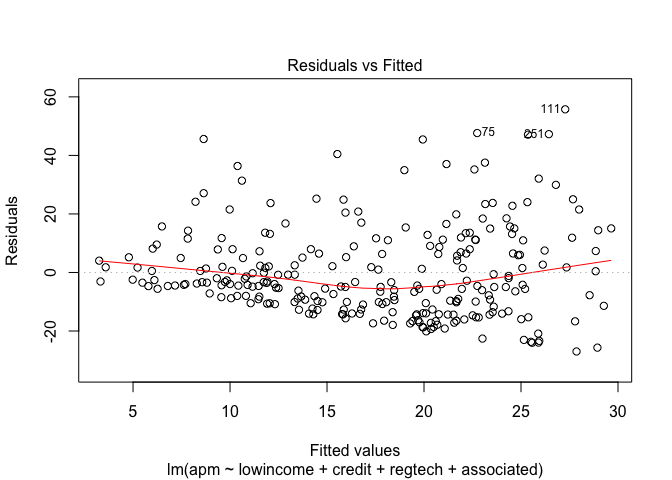 Residuals vs Fitted
60
40
20
0
-20
Residuals
111
75
251
5 10 15 20 25 30
Fitted values
lm(apm ~ lowincome + credit + regtech + associated)